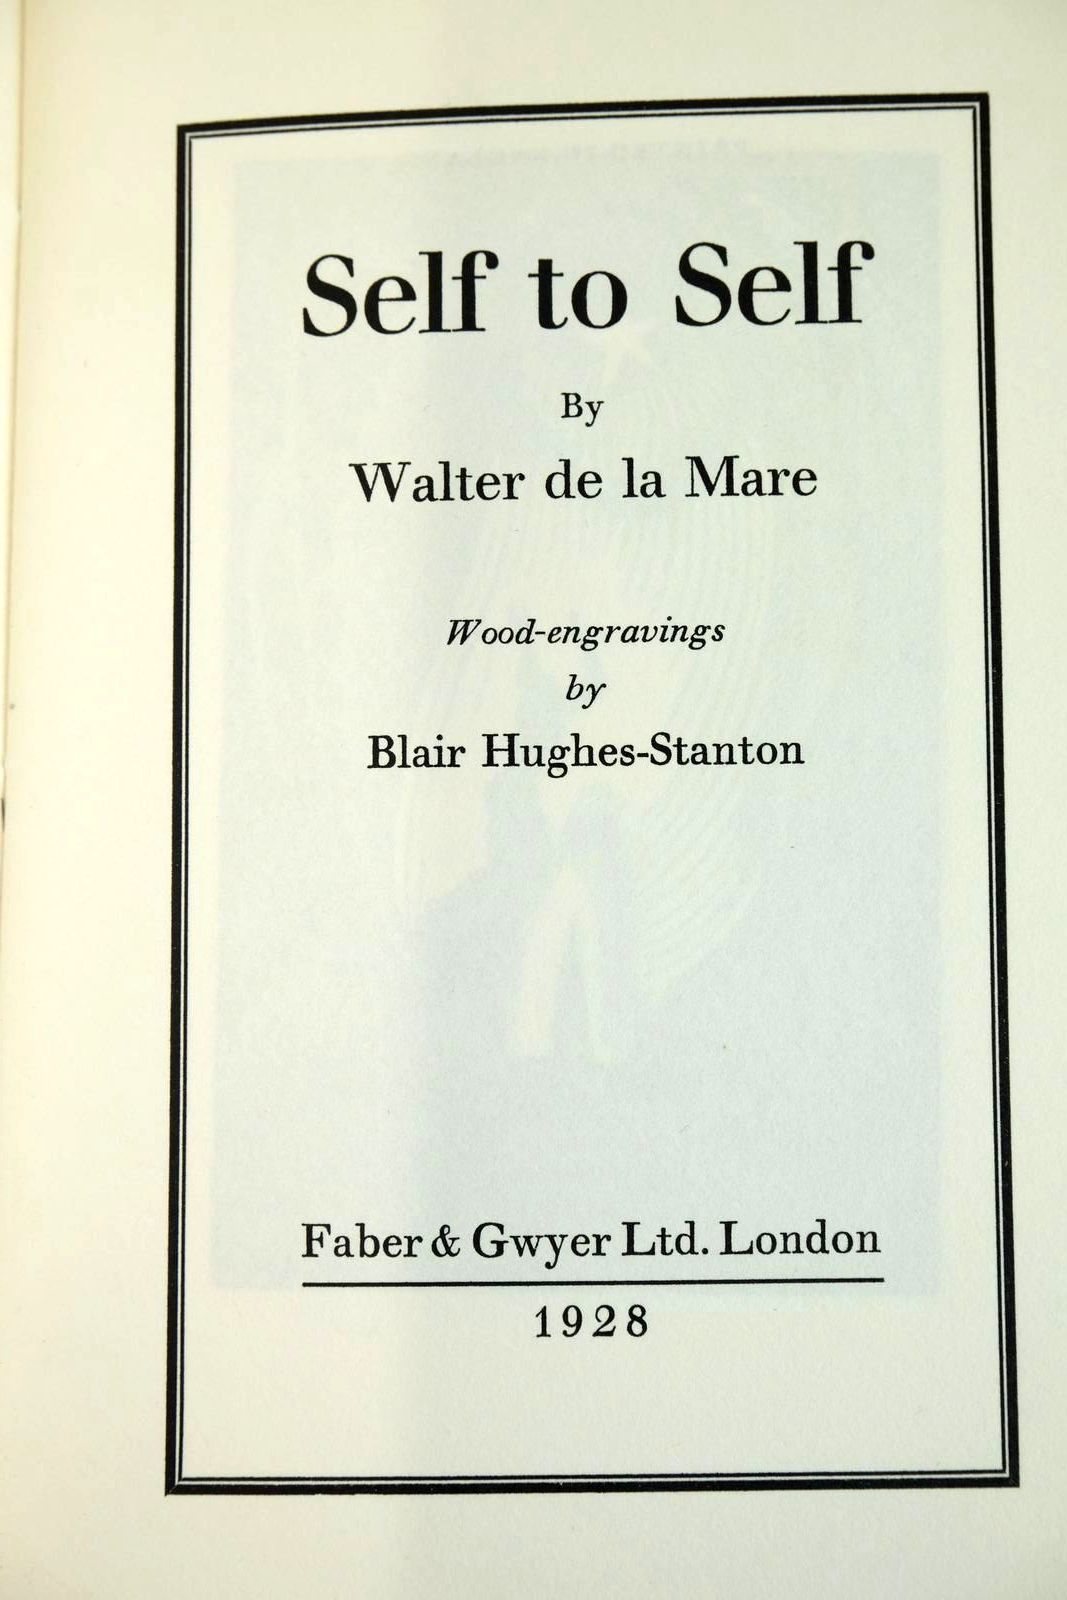 Self to Self
By
Walter de la Mare
Wood-engravings
by
Blair Hughes-Stanton
Faber & Gwyer Ltd. London
1928